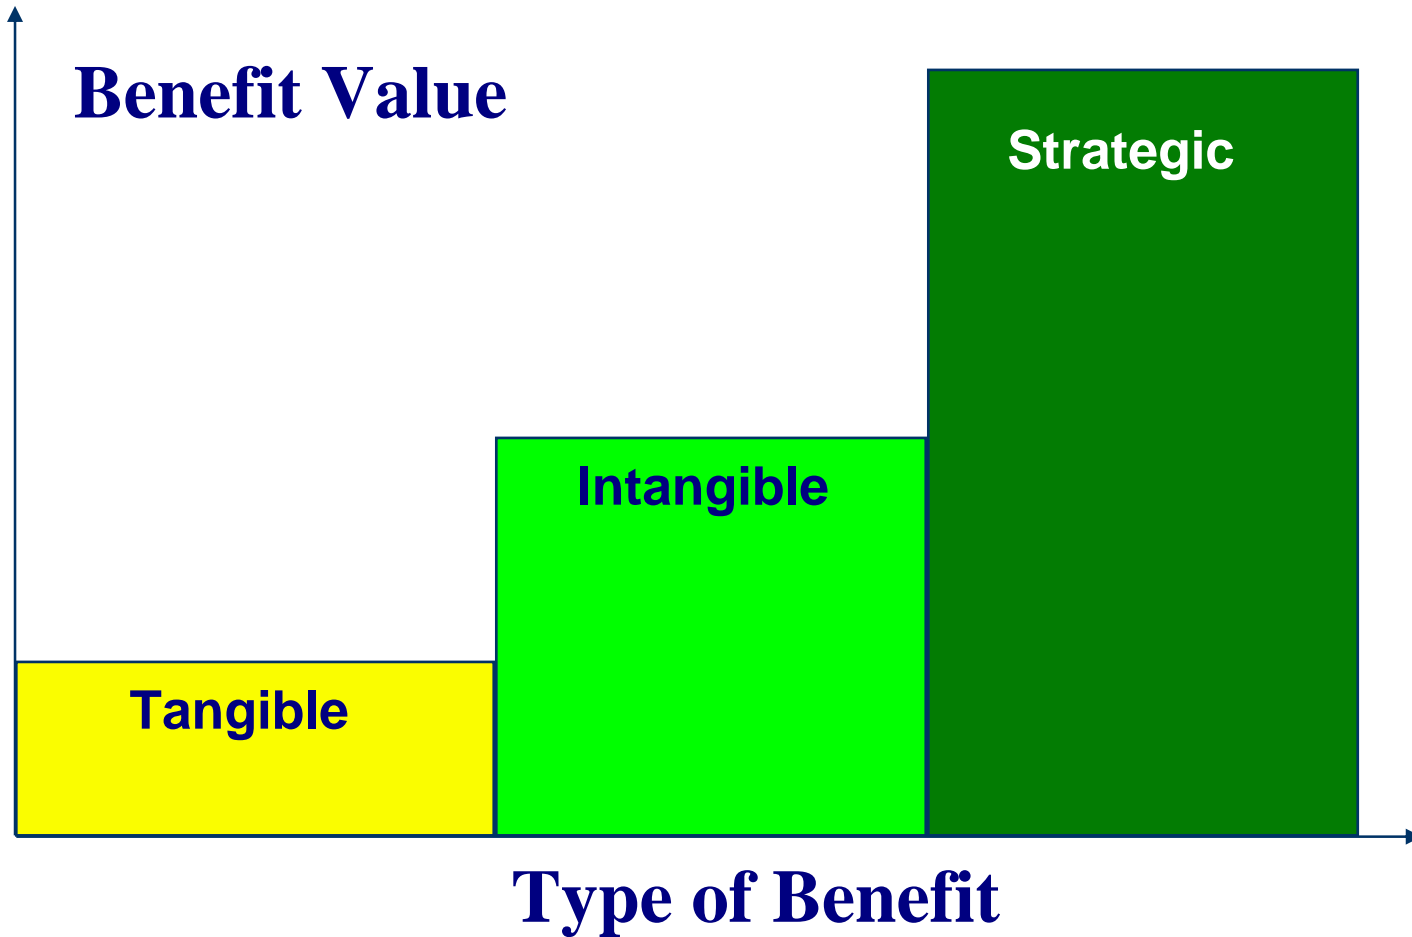 Benefit Value
Strategic
Intangible
Tangible
Type of Benefit